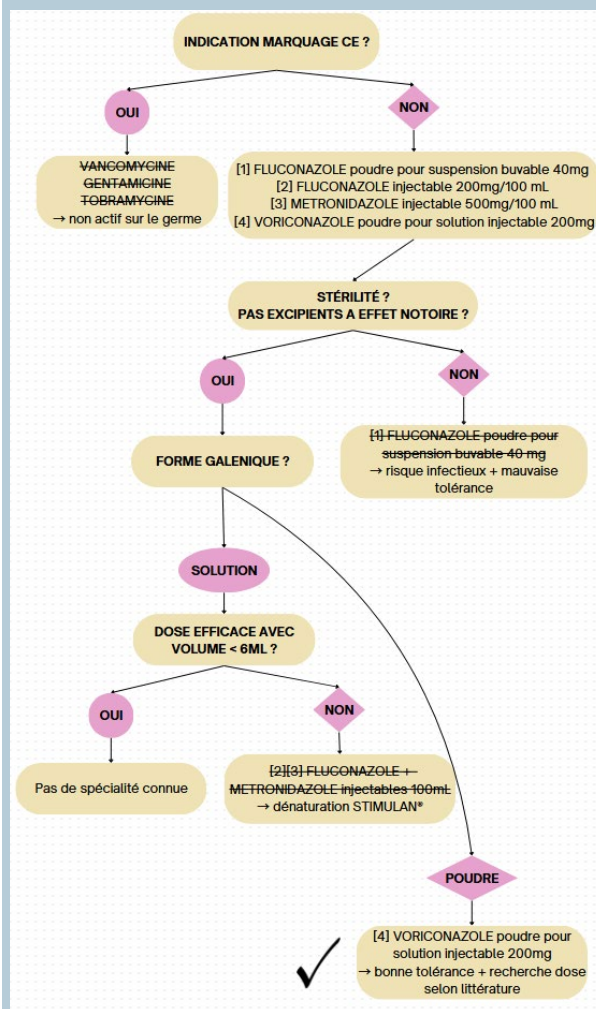 INDICATION MARQUAGE CE ?
OUI
NON
VANCOMYCINE
GENTAMICINE
TOBRAMYCINE
→ non actif sur le germe
[1] FLUCONAZOLE poudre pour suspension buvable 40mg
[2] FLUCONAZOLE injectable 200mg/100 mL
[3] METRONIDAZOLE injectable 500mg/100 mL
[4] VORICONAZOLE poudre pour solution injectable 200mg
STÉRILITÉ ?
PAS EXCIPIENTS A EFFET NOTOIRE ?
OUI
NON
[1] FLUCONAZOLE poudre pour
suspension buvable 40 mg
→ risque infectieux + mauvaise
tolérance
FORME GALENIQUE ?
SOLUTION
DOSE EFFICACE AVEC
VOLUME < 6ML ?
OUI
NON
Pas de spécialité connue
[2][3] FLUCONAZOLE +
METRONIDAZOLE injectables 100mL
→ dénaturation STIMULAN®
POUDRE
[4] VORICONAZOLE poudre pour
solution injectable 200mg
→ bonne tolérance + recherche dose
selon littérature